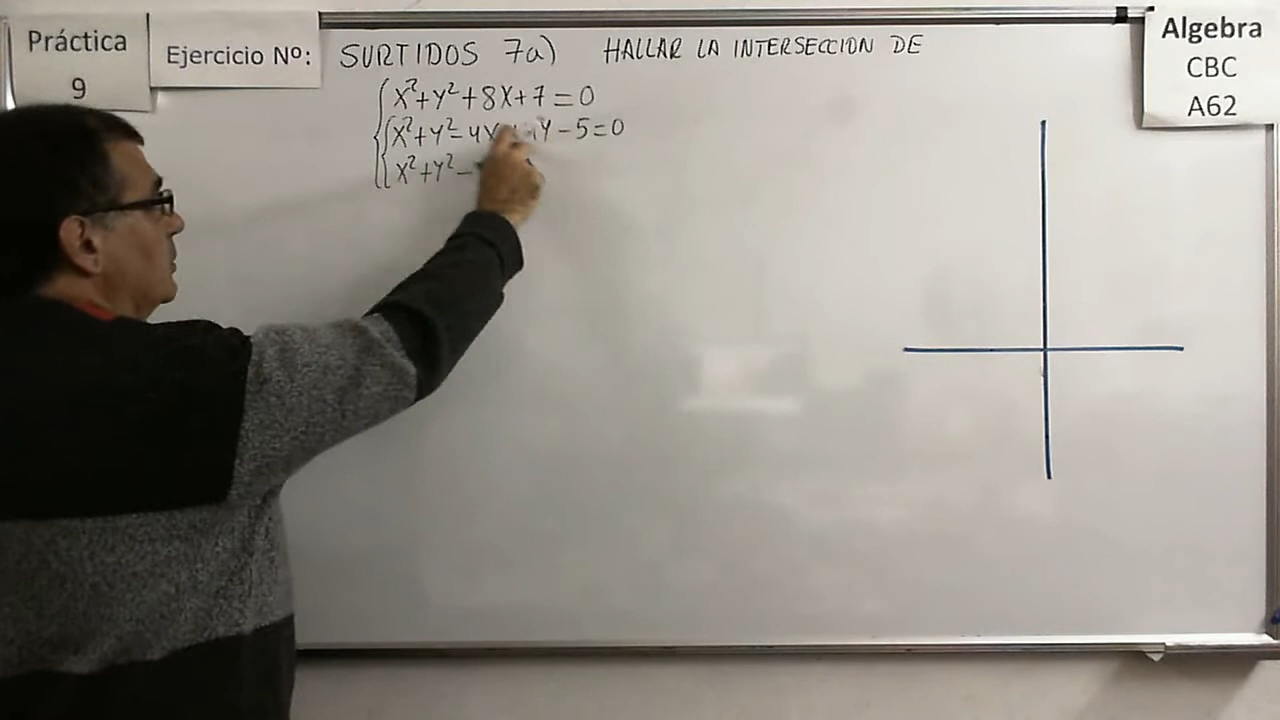 Práctica
9
Ejercicio Nº:
SURTIDOS 7a) HALLAR LA INTERSECCION DE
x²+y²+8x+7=0
x²+y²-4x Y-5=0
x²+y²-
Algebra
CBC
A62